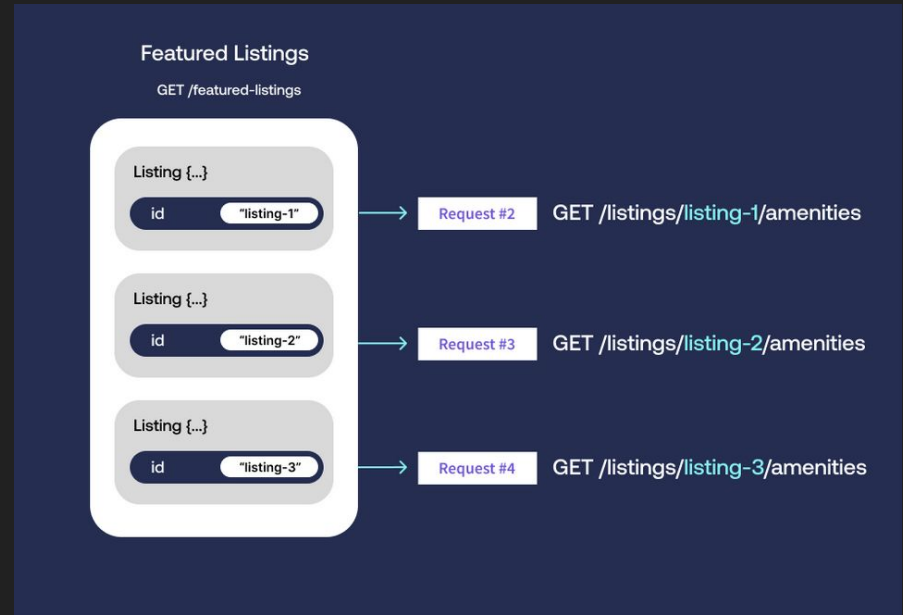 Featured Listings
GET /featured-listings
Listing {...}
id "listing-1"
Request #2 GET /listings/listing-1/amenities
Listing {...}
id "listing-2"
Request #3 GET /listings/listing-2/amenities
Listing {...}
id "listing-3"
Request #4 GET /listings/listing-3/amenities